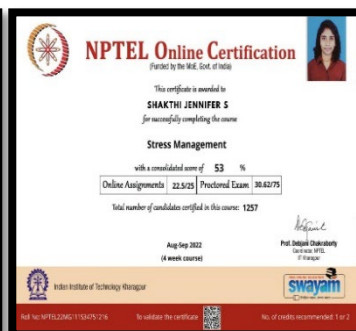 NPTEL Online Certification
(Funded by the MoE, Govt. of India)
This certificate is awarded to
SHAKTHI JENNIFER S
for successfully completing the course
Stress Management
with a consolidated score of 53 %
Online Assignments 22.5/25 Proctored Exam 30.62/75
Total number of candidates certified in this course: 1257
Aug-Sep 2022
(4 week course)
Prof. Debjani Chakraborty
Coordinator, NPTEL
IIT Kharagpur
Indian Institute of Technology Kharagpur
swayam
Roll No: NPTEL22MG111S34751216
To validate the certificate
No. of credits recommended: 1 or 2